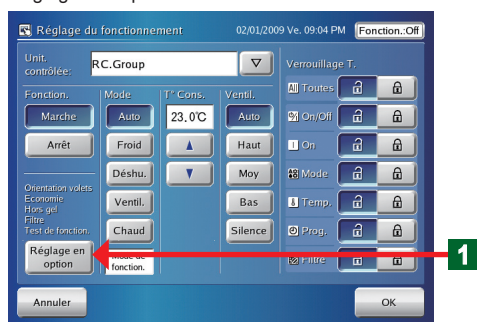 Réglage du fonctionnement
02/01/2009 Ve. 09:04 PM
Fonction.:Off
Unit.
contrôlée:
RC.Group
Verrouillage T.
Fonction.
Mode
T° Cons.
Ventil.
All Toutes
Marche
Auto
23.0°C
Auto
On/Off
Arrêt
Froid
Haut
On
Déshu.
Moy
Mode
Orientation volets
Economie
Hors gel
Filtre
Test de fonction.
Ventil.
Bas
Temp.
Chaud
Silence
Prog.
Réglage en
option
Mode de
fonction.
Filtre
1
Annuler
OK